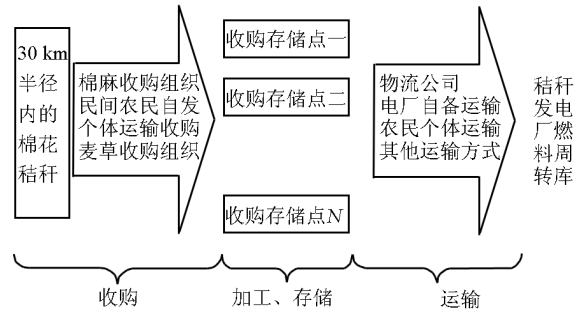 30 km
半径
内的
棉花
秸秆
棉麻收购组织
民间农民自发
个体运输收购
麦草收购组织
收购存储点一
收购存储点二
收购存储点N
物流公司
电厂自备运输
农民个体运输
其他运输方式
秸秆
发电
厂燃
料周
转库
收购
加工、存储
运输